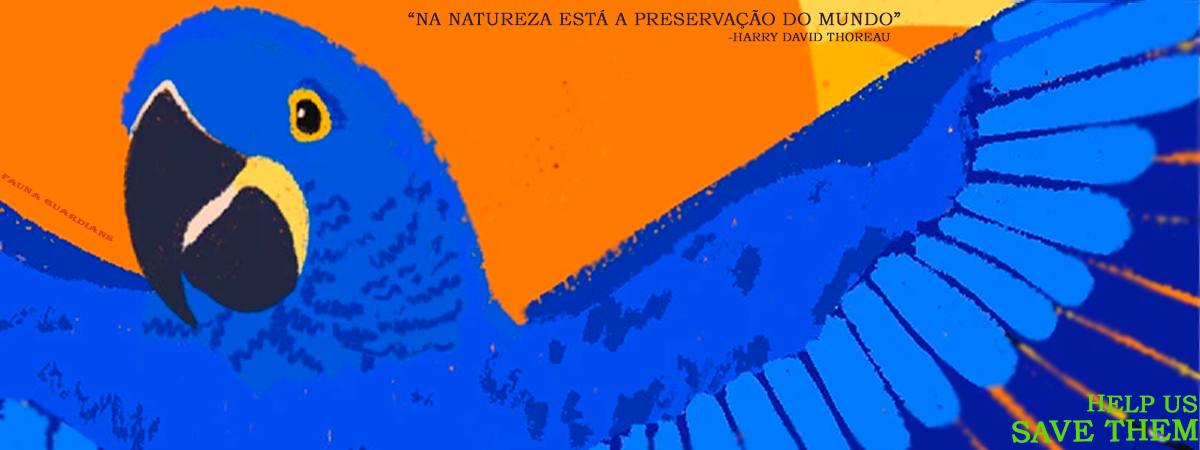 “NA NATUREZA ESTÁ A PRESERVAÇÃO DO MUNDO”
-HARRY DAVID THOREAU
FAUNA GUARDIANS
HELP US
SAVE THEM